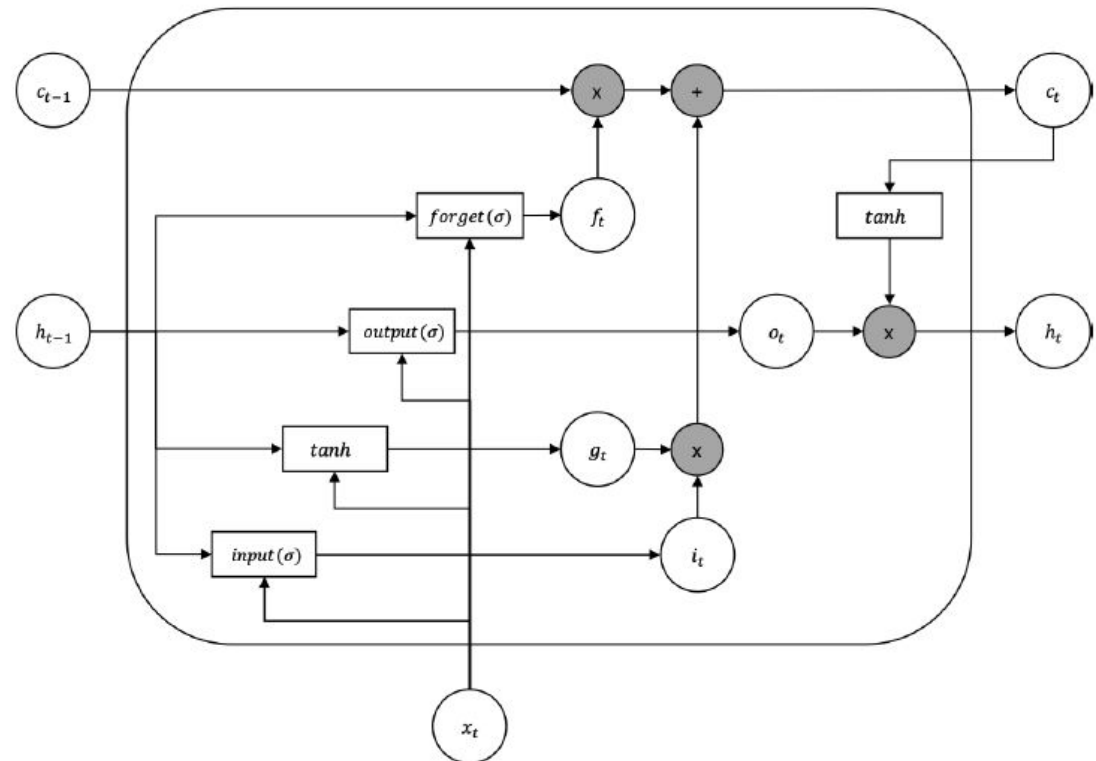 c_{t-1}
x
+
c_t
forget(σ)
f_t
tanh
h_{t-1}
output(σ)
o_t
x
h_t
tanh
g_t
x
input(σ)
i_t
x_t